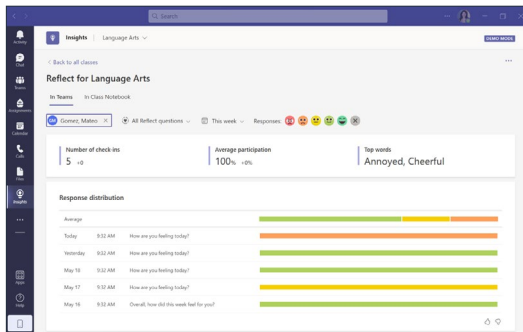 Search
Insights Language Arts DEMO MODE
Activity
Chat
Teams
Assignments
Calendar
Calls
Files
Insights
Apps
Help
< Back to all classes
Reflect for Language Arts
In Teams In Class Notebook
GM Gomez, Mateo × All Reflect questions This week Responses:
Number of check-ins Average participation Top words
5 +0 100% +0% Annoyed, Cheerful
Response distribution
Average
Today 9:32 AM How are you feeling today?
Yesterday 9:32 AM How are you feeling today?
May 18 9:32 AM How are you feeling today?
May 17 9:32 AM How are you feeling today?
May 16 9:32 AM Overall, how did this week feel for you?